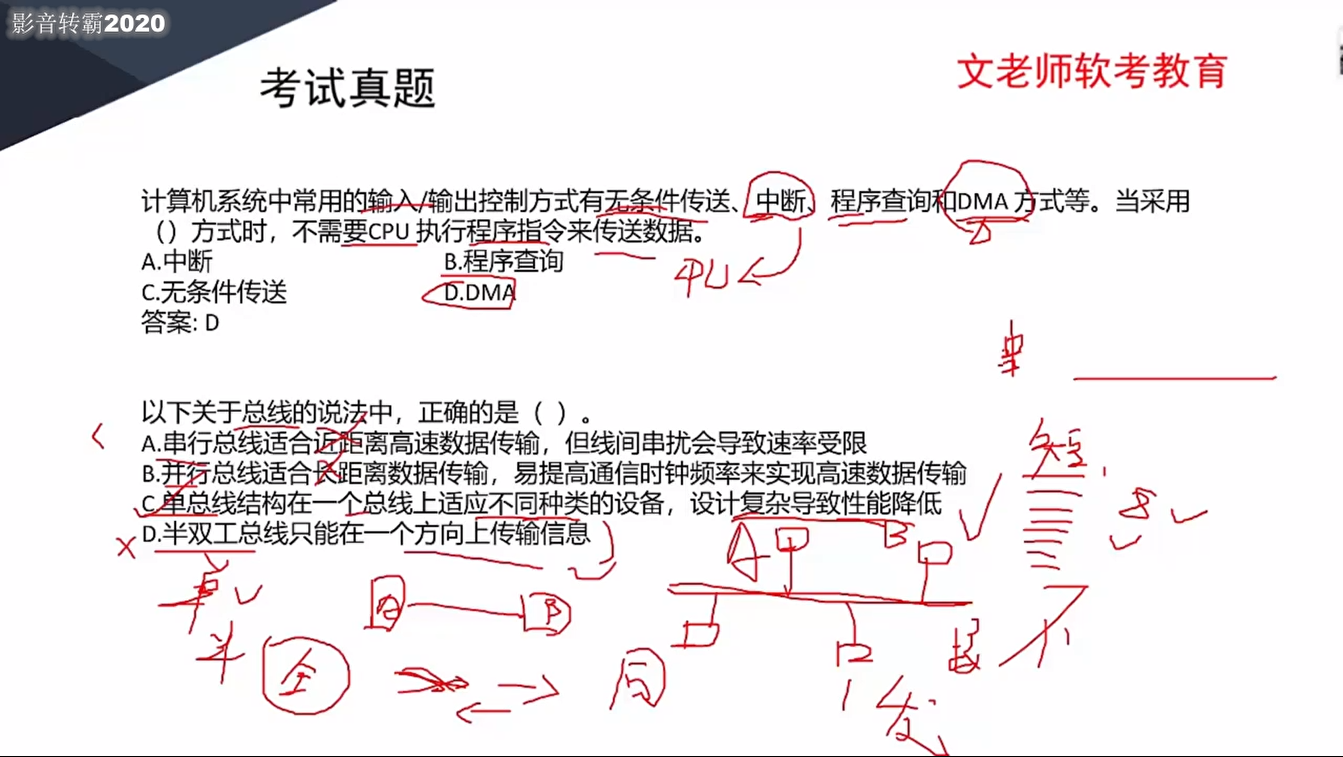 影音转霸2020
考试真题
文老师软考教育
计算机系统中常用的输入/输出控制方式有无条件传送、中断、程序查询和DMA方式等。当采用
（）方式时，不需要CPU 执行程序指令来传送数据。
A.中断 B.程序查询
C.无条件传送 D.DMA
答案: D
CPU
串
以下关于总线的说法中，正确的是（ ）。
A.串行总线适合近距离高速数据传输，但线间串扰会导致速率受限
B.并行总线适合长距离数据传输，易提高通信时钟频率来实现高速数据传输
C.单总线结构在一个总线上适应不同种类的设备，设计复杂导致性能降低
D.半双工总线只能在一个方向上传输信息
A B
单
A B
半
全
同